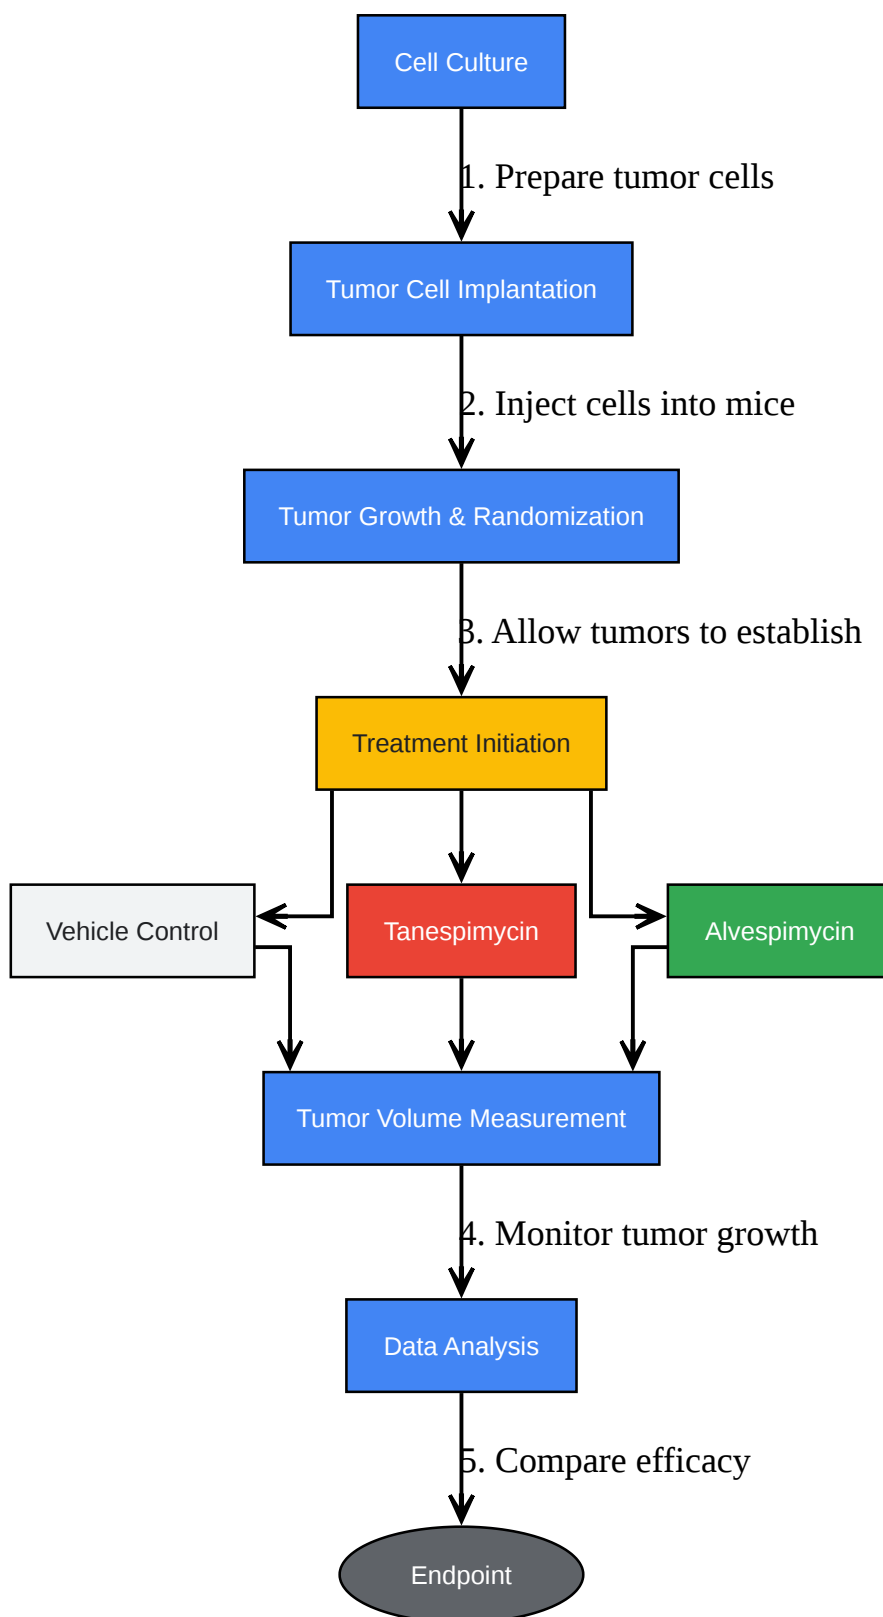 Cell Culture
1. Prepare tumor cells
Tumor Cell Implantation
2. Inject cells into mice
Tumor Growth & Randomization
3. Allow tumors to establish
Treatment Initiation
Vehicle Control
Tanespimycin
Alvespimycin
Tumor Volume Measurement
4. Monitor tumor growth
Data Analysis
5. Compare efficacy
Endpoint